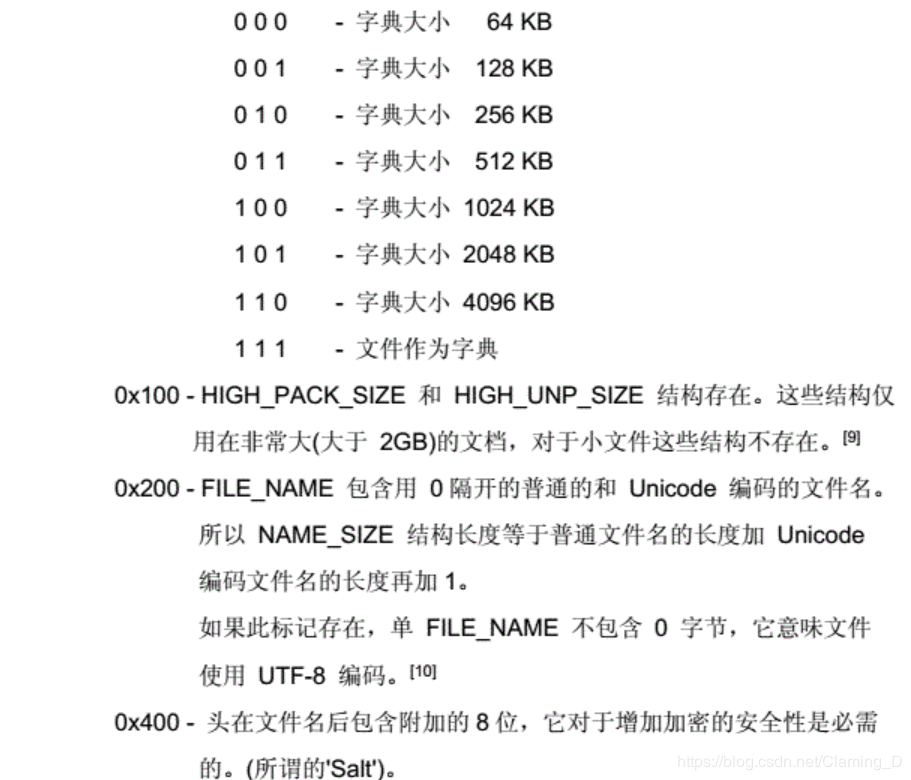 0 0 0 - 字典大小 64 KB
0 0 1 - 字典大小 128 KB
0 1 0 - 字典大小 256 KB
0 1 1 - 字典大小 512 KB
1 0 0 - 字典大小 1024 KB
1 0 1 - 字典大小 2048 KB
1 1 0 - 字典大小 4096 KB
1 1 1 - 文件作为字典
0x100 - HIGH_PACK_SIZE 和 HIGH_UNP_SIZE 结构存在。这些结构仅
用在非常大(大于 2GB)的文档，对于小文件这些结构不存在。[9]
0x200 - FILE_NAME 包含用 0 隔开的普通的和 Unicode 编码的文件名。
所以 NAME_SIZE 结构长度等于普通文件名的长度加 Unicode
编码文件名的长度再加 1。
如果此标记存在，单 FILE_NAME 不包含 0 字节，它意味文件
使用 UTF-8 编码。[10]
0x400 - 头在文件名后包含附加的 8 位，它对于增加加密的安全性是必需
的。(所谓的'Salt')。
https://blog.csdn.net/Claming_D